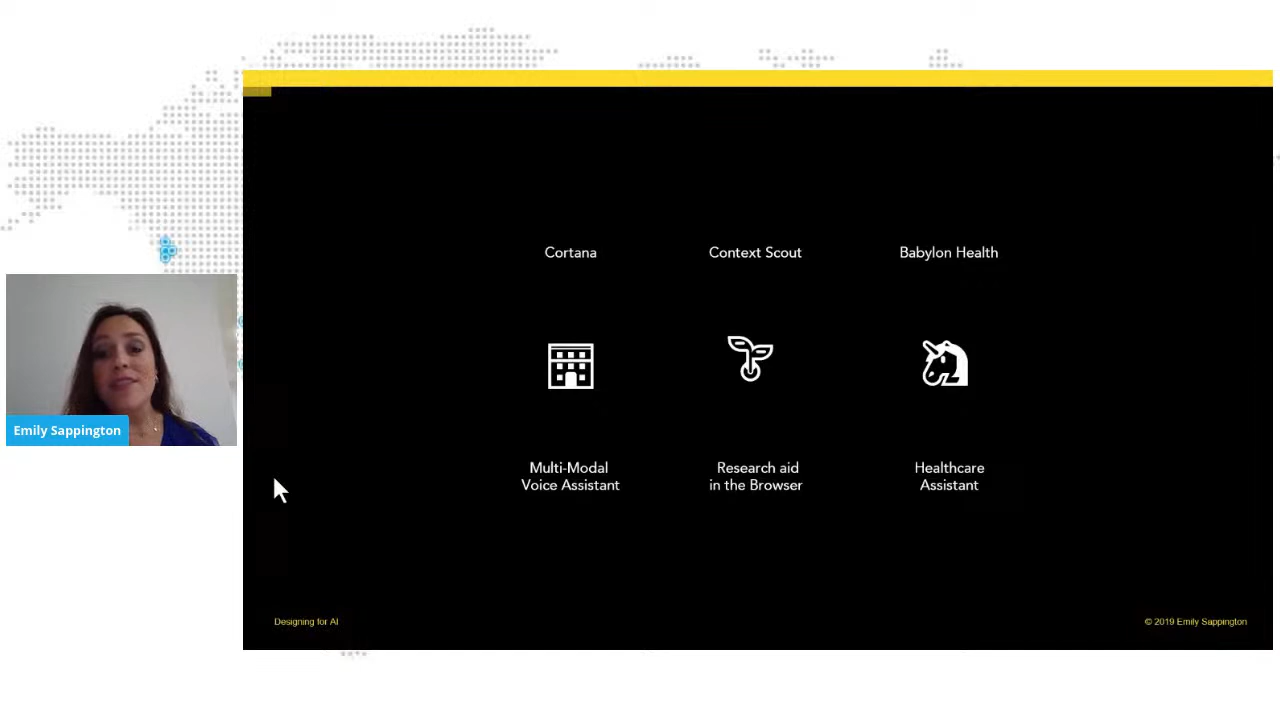 Cortana
Context Scout
Babylon Health
Multi-Modal
Voice Assistant
Research aid
in the Browser
Healthcare
Assistant
Emily Sappington
Designing for AI
© 2019 Emily Sappington